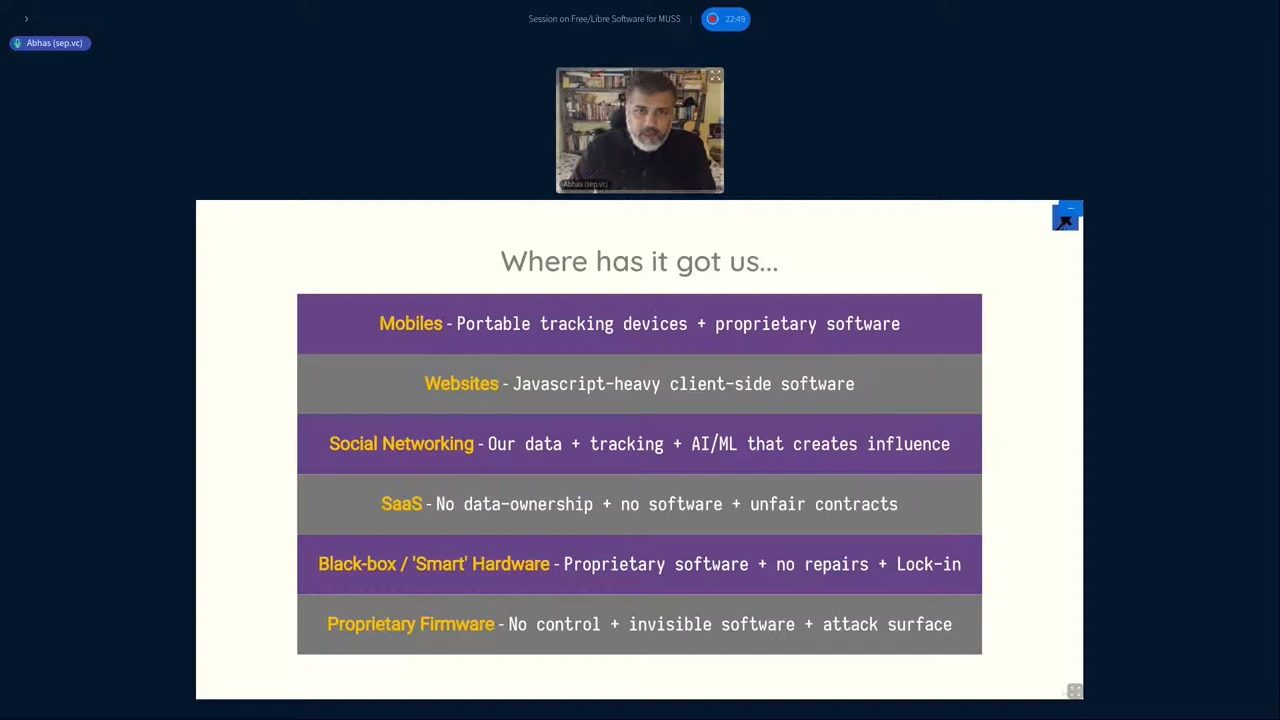 Session on Free/Libre Software for MUSS
22:49
Abhas (sep.vc)
Abhas (sep.vc)
Where has it got us...
Mobiles - Portable tracking devices + proprietary software
Websites - Javascript-heavy client-side software
Social Networking - Our data + tracking + AI/ML that creates influence
SaaS - No data-ownership + no software + unfair contracts
Black-box / 'Smart' Hardware - Proprietary software + no repairs + Lock-in
Proprietary Firmware - No control + invisible software + attack surface